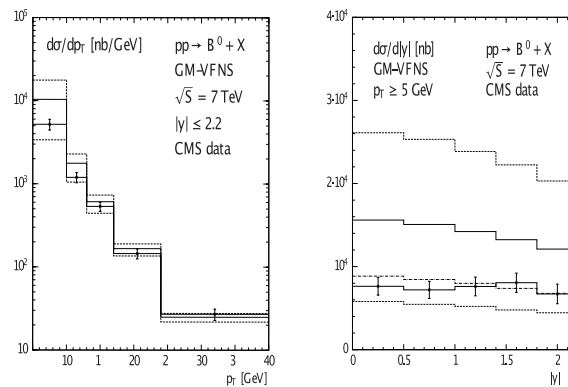 dσ/dp_T [nb/GeV]
pp → B⁰ + X
GM–VFNS
√S = 7 TeV
|y| ≤ 2.2
CMS data
10⁵
10⁴
10³
10²
10
10 1 20 2 30 3 40
p_T [GeV]
dσ/d|y| [nb] pp → B⁰ + X
GM–VFNS √S = 7 TeV
p_T ≥ 5 GeV CMS data
4·10⁴
3·10⁴
2·10⁴
10⁴
0
0 0.5 1 1.5 2
|y|